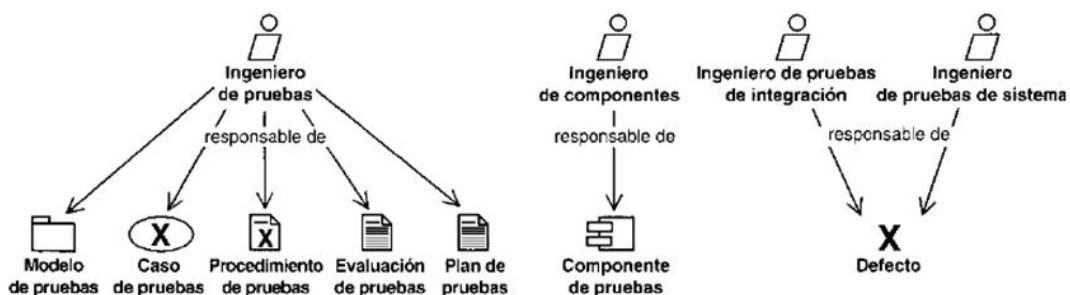 Ingeniero
de pruebas
responsable de
Modelo
de pruebas
X
Caso
de pruebas
X
Procedimiento
de pruebas
Evaluación
de pruebas
Plan de
pruebas
Ingeniero
de componentes
responsable de
Componente
de pruebas
Ingeniero de pruebas
de integración
Ingeniero
de pruebas de sistema
responsable de
X
Defecto